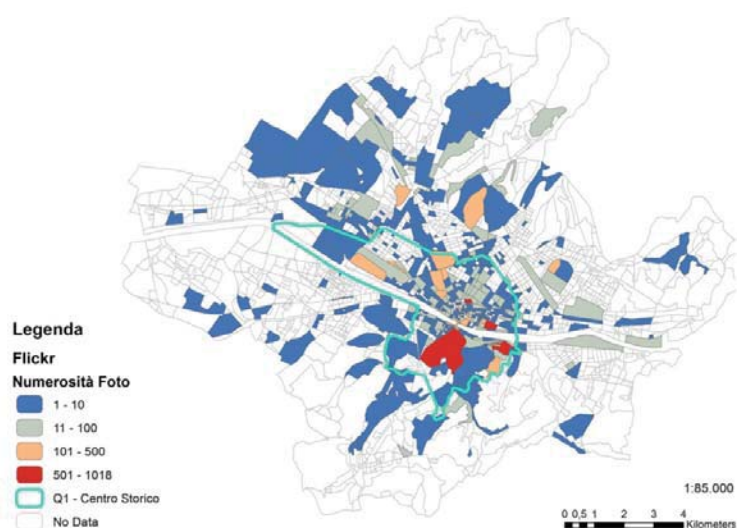 Legenda
Flickr
Numerosità Foto
1 - 10
11 - 100
101 - 500
501 - 1018
Q1 - Centro Storico
No Data
1:85.000
0 0,5 1 2 3 4
Kilometers